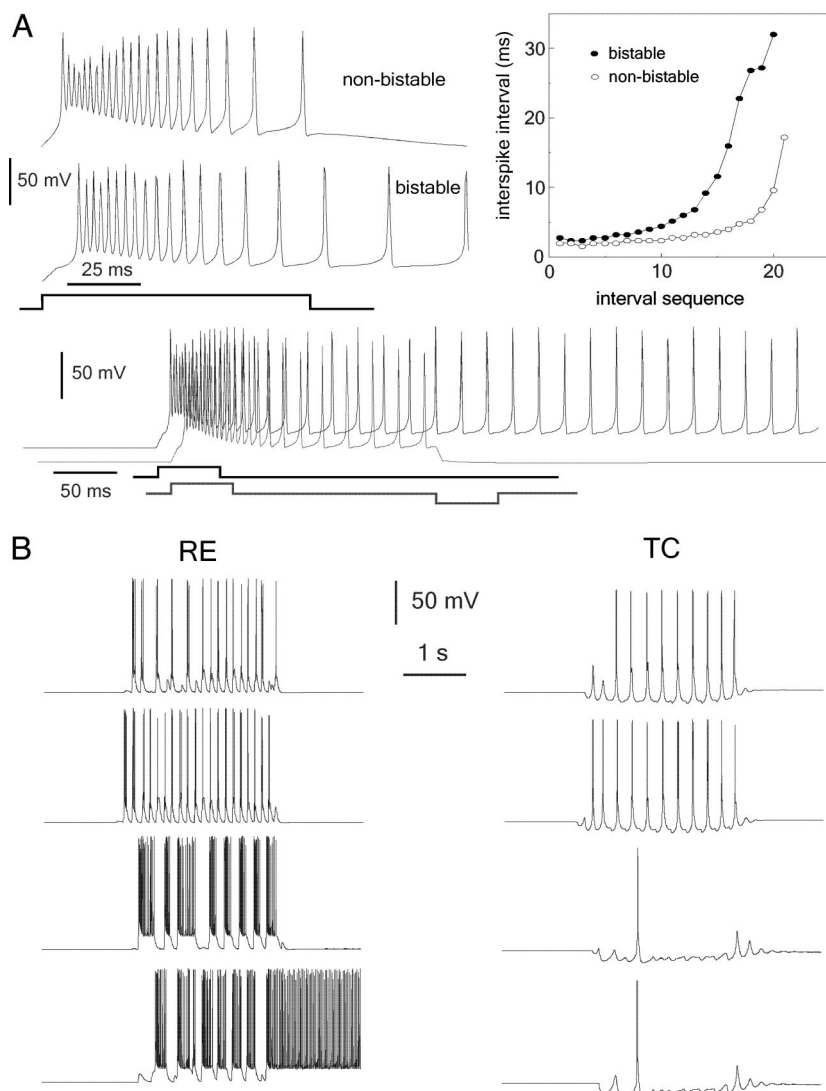 A
non-bistable
50 mV
bistable
25 ms
interspike interval (ms)
30
20
10
0
0
10
20
interval sequence
bistable
non-bistable
50 mV
50 ms
B
RE
TC
50 mV
1 s